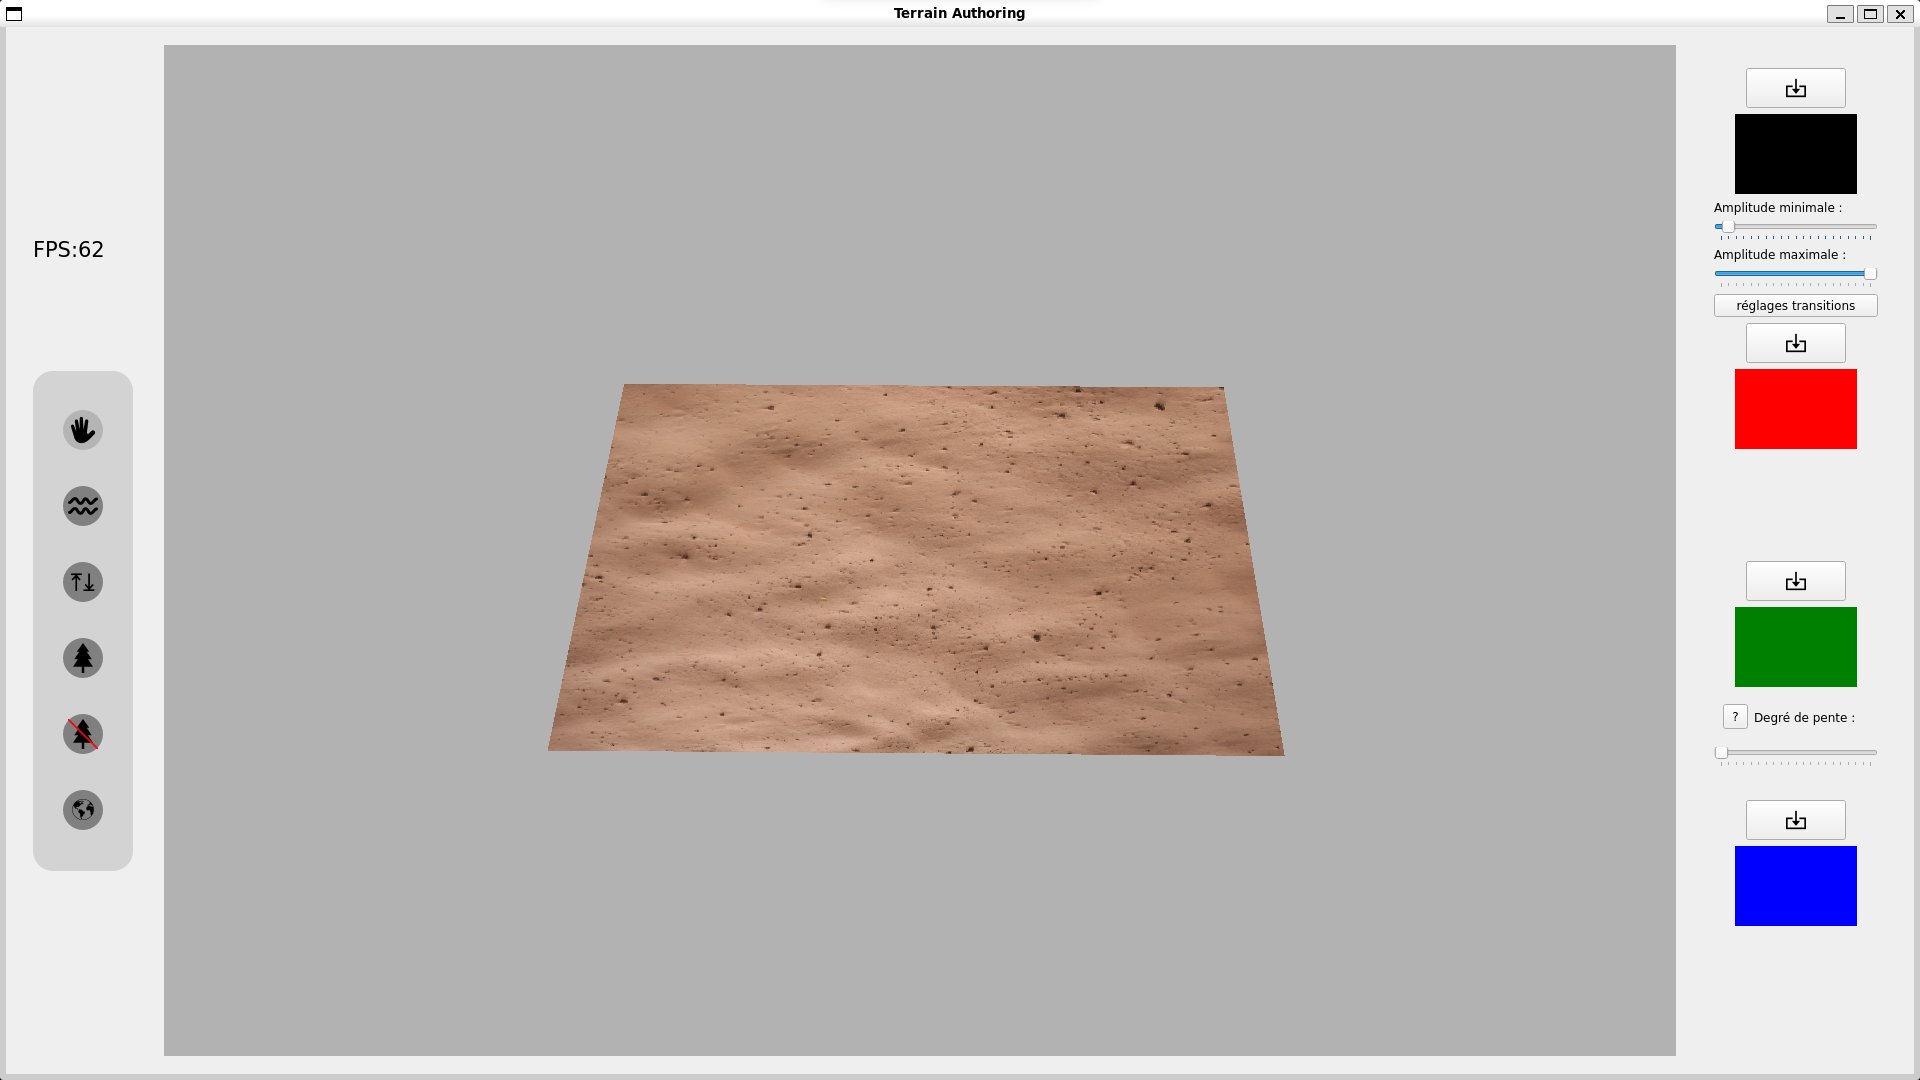 Terrain Authoring
FPS:62
Amplitude minimale :
Amplitude maximale :
réglages transitions
? Degré de pente :